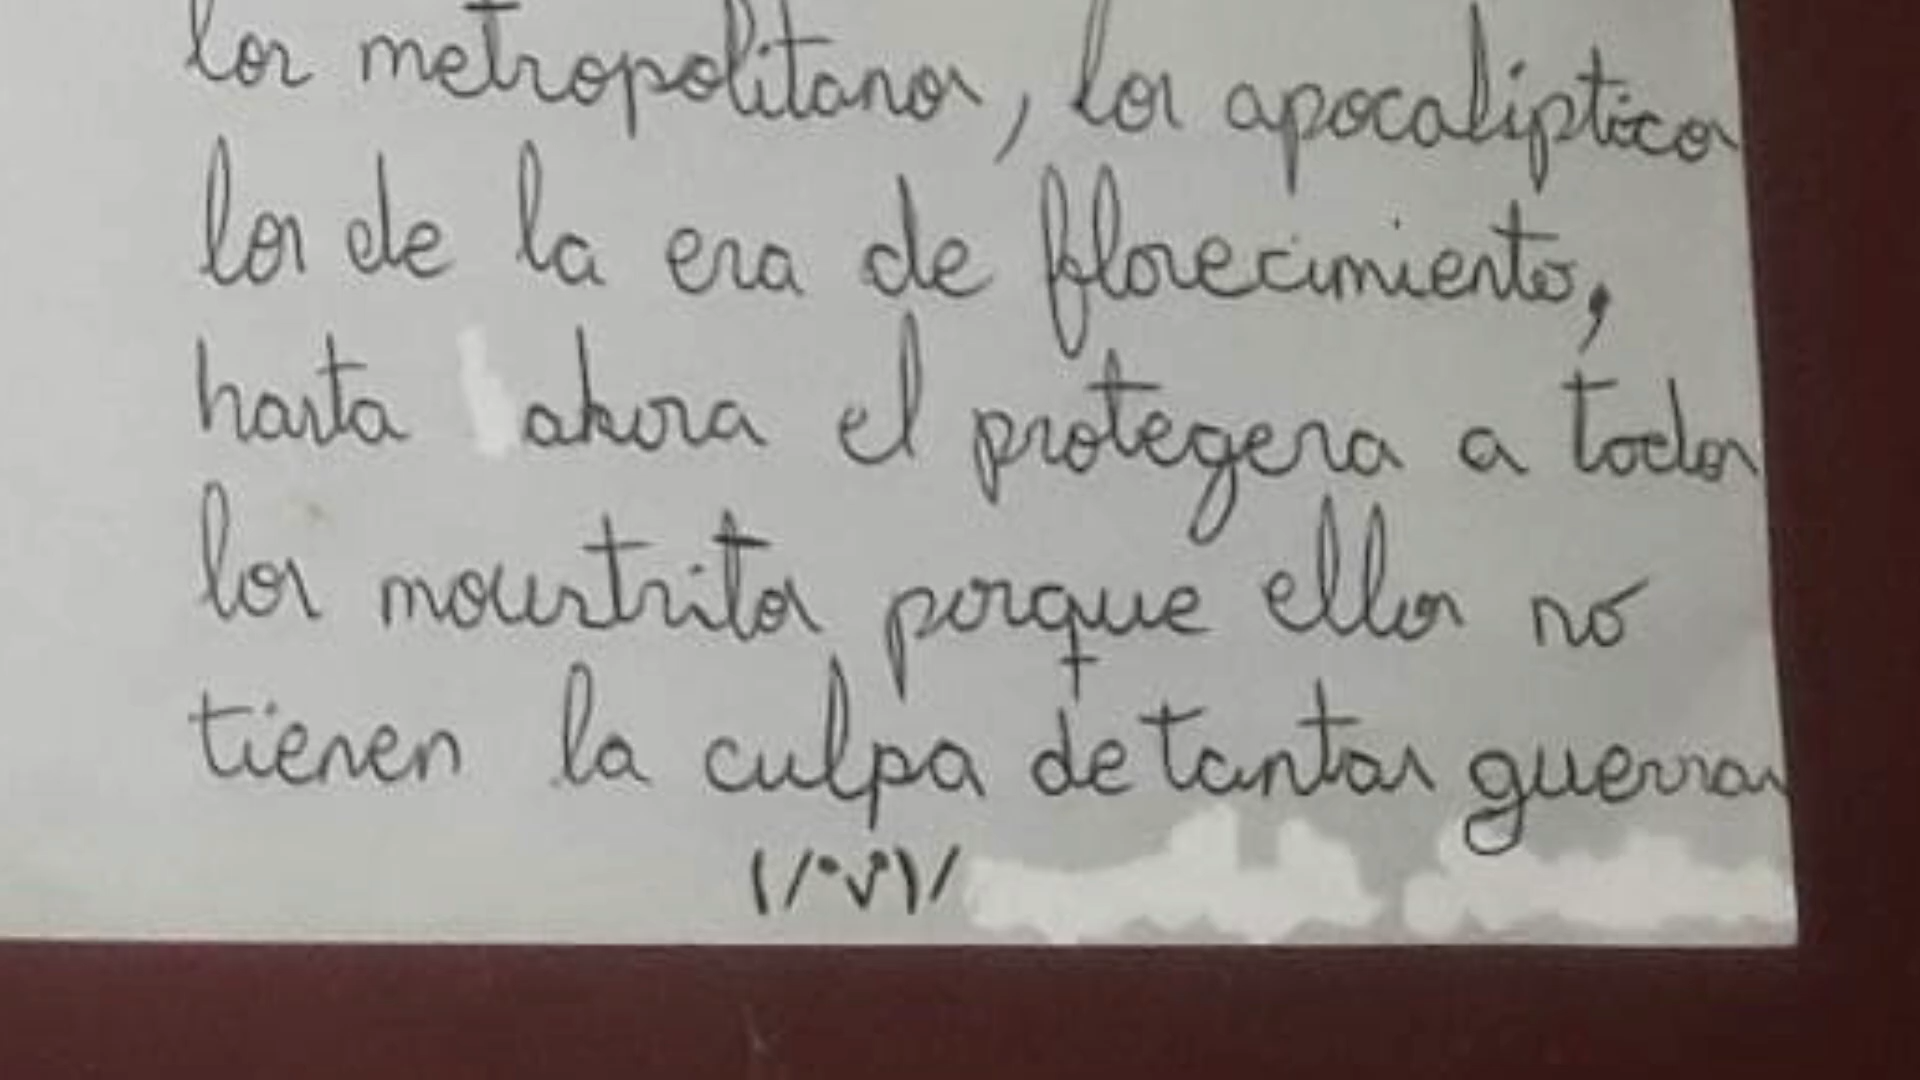 los metropolitanos, los apocalipticos
los de la era de florecimiento,
hasta ahora el protegera a todos
los moustritos porque ellos no
tienen la culpa de tantas guerras